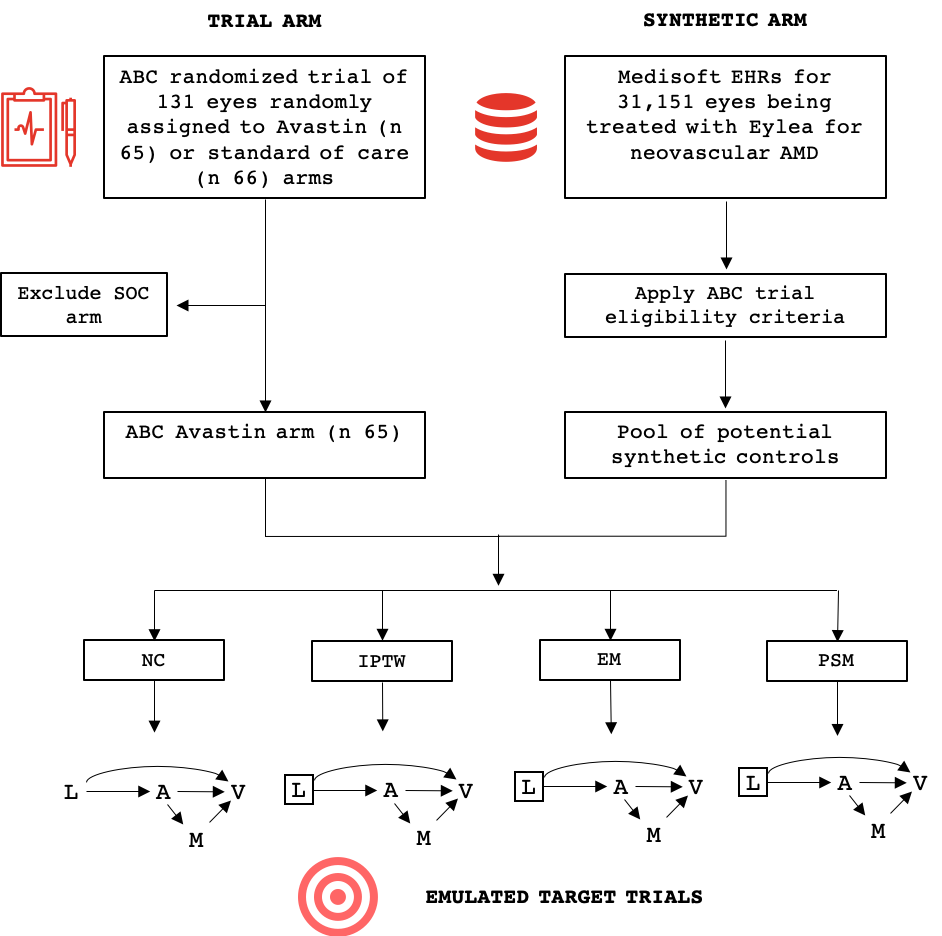 TRIAL ARM
SYNTHETIC ARM
ABC randomized trial of
131 eyes randomly
assigned to Avastin (n
65) or standard of care
(n 66) arms
Medisoft EHRs for
31,151 eyes being
treated with Eylea for
neovascular AMD
Exclude SOC
arm
Apply ABC trial
eligibility criteria
ABC Avastin arm (n 65)
Pool of potential
synthetic controls
NC
IPTW
EM
PSM
L A V
M
L A V
M
L A V
M
L A V
M
EMULATED TARGET TRIALS